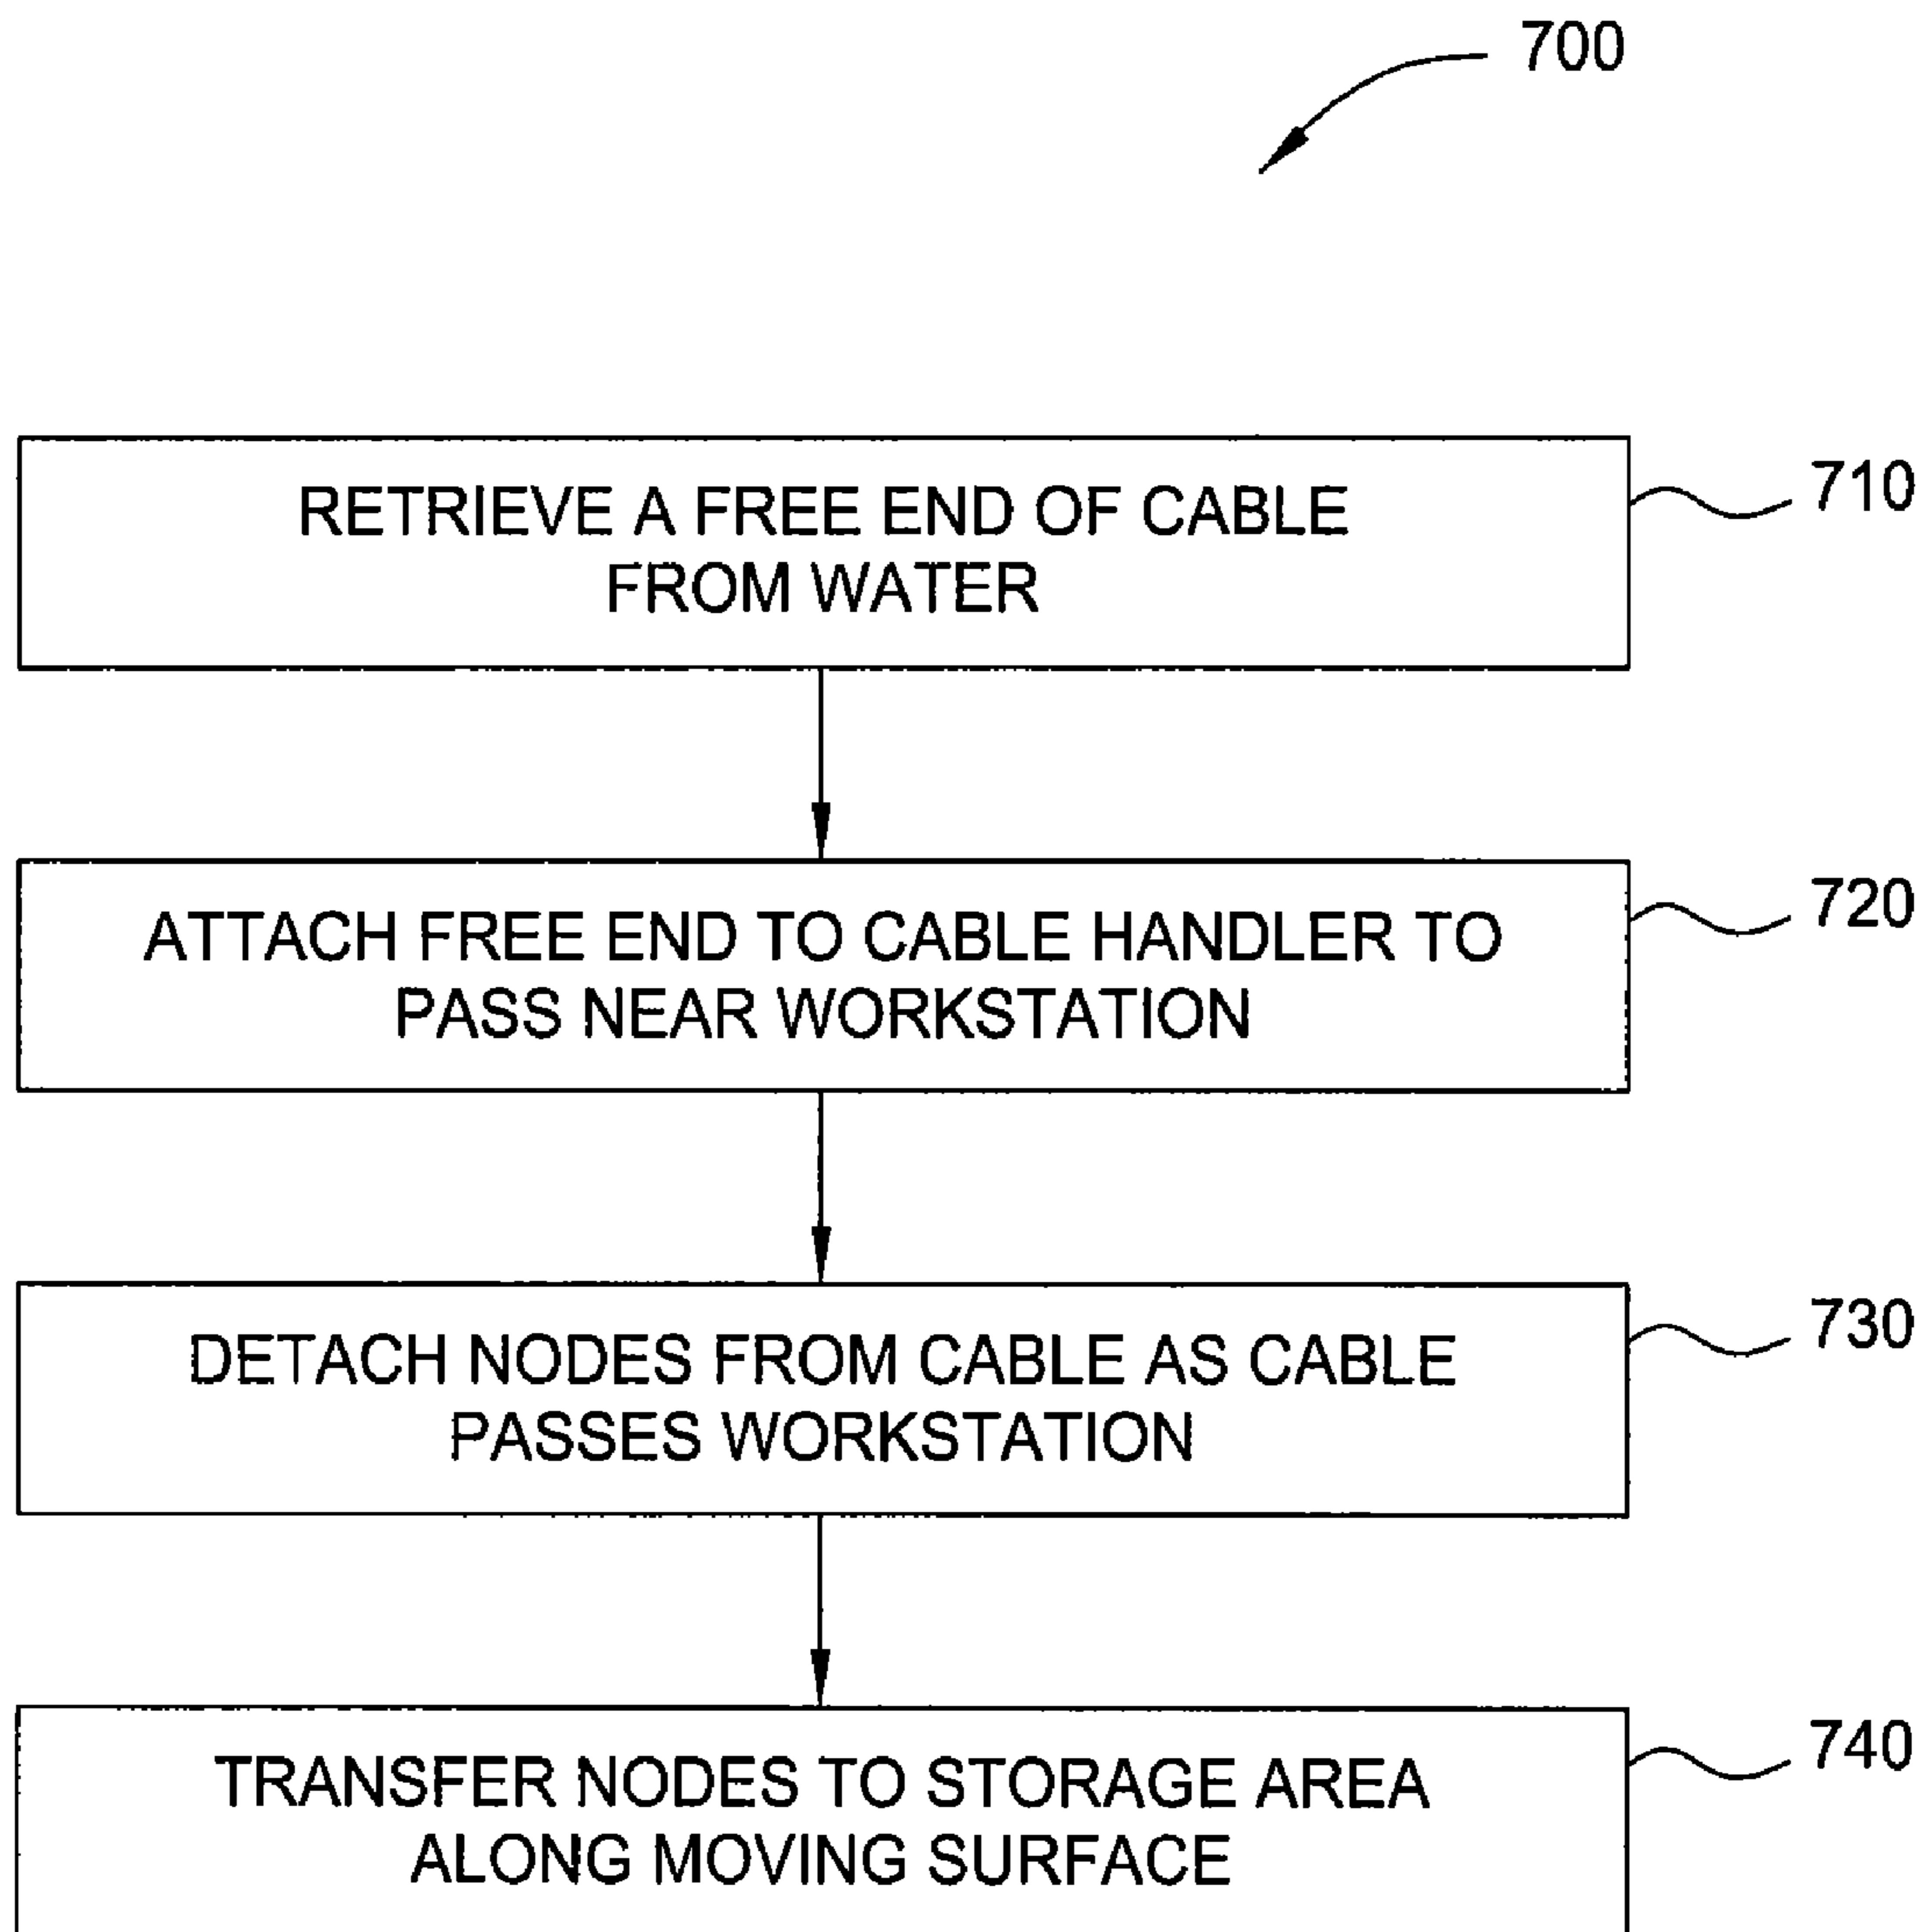 700
RETRIEVE A FREE END OF CABLE
FROM WATER
710
ATTACH FREE END TO CABLE HANDLER TO
PASS NEAR WORKSTATION
720
DETACH NODES FROM CABLE AS CABLE
PASSES WORKSTATION
730
TRANSFER NODES TO STORAGE AREA
ALONG MOVING SURFACE
740